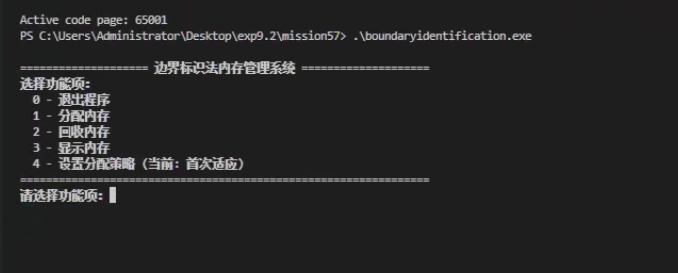 Active code page: 65001
PS C:\Users\Administrator\Desktop\exp9.2\mission57> .\boundaryidentification.exe
==================== 边界标识法内存管理系统 ====================
选择功能项:
0 - 退出程序
1 - 分配内存
2 - 回收内存
3 - 显示内存
4 - 设置分配策略（当前: 首次适应）
================================================================
请选择功能项: